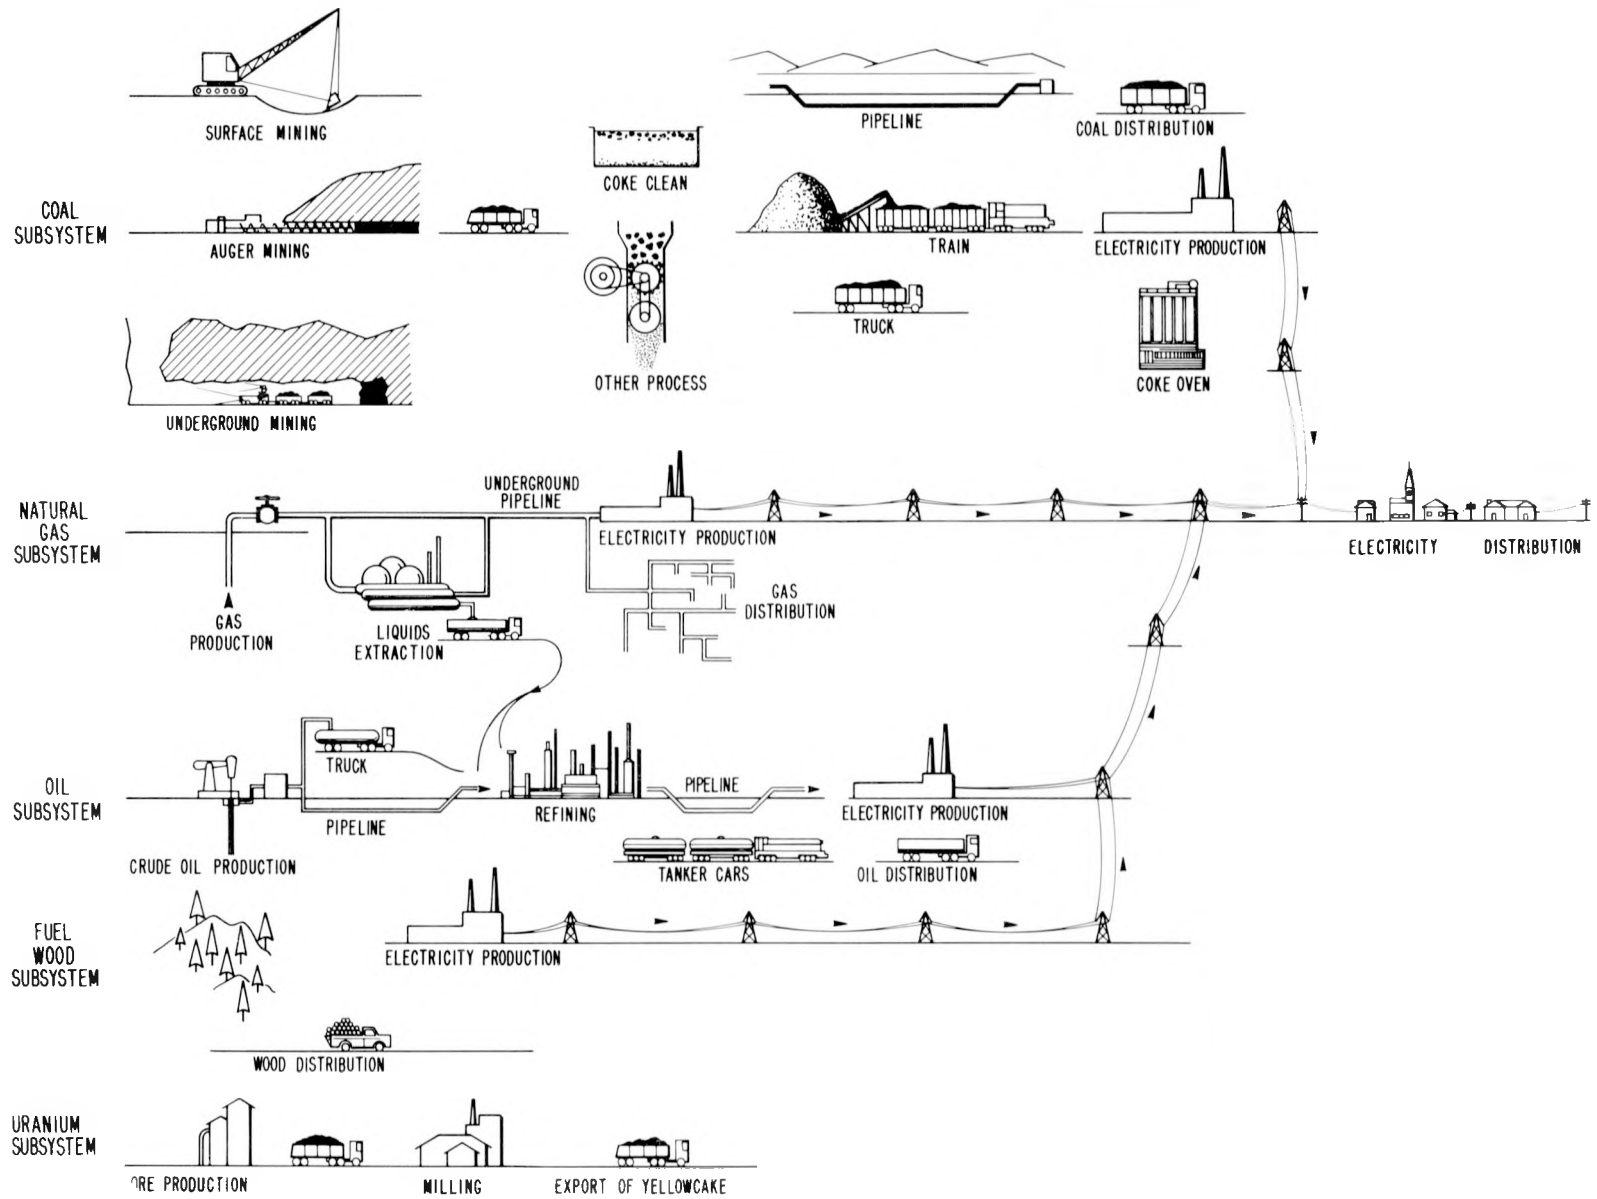 SURFACE MINING
PIPELINE
COAL DISTRIBUTION
COKE CLEAN
COAL
SUBSYSTEM
AUGER MINING
TRAIN
ELECTRICITY PRODUCTION
TRUCK
OTHER PROCESS
COKE OVEN
UNDERGROUND MINING
NATURAL
GAS
SUBSYSTEM
UNDERGROUND
PIPELINE
ELECTRICITY PRODUCTION
ELECTRICITY DISTRIBUTION
GAS
PRODUCTION
LIQUIDS
EXTRACTION
GAS
DISTRIBUTION
OIL
SUBSYSTEM
TRUCK
PIPELINE
REFINING
PIPELINE
ELECTRICITY PRODUCTION
CRUDE OIL PRODUCTION
TANKER CARS
OIL DISTRIBUTION
FUEL
WOOD
SUBSYSTEM
ELECTRICITY PRODUCTION
WOOD DISTRIBUTION
URANIUM
SUBSYSTEM
ORE PRODUCTION
MILLING
EXPORT OF YELLOWCAKE